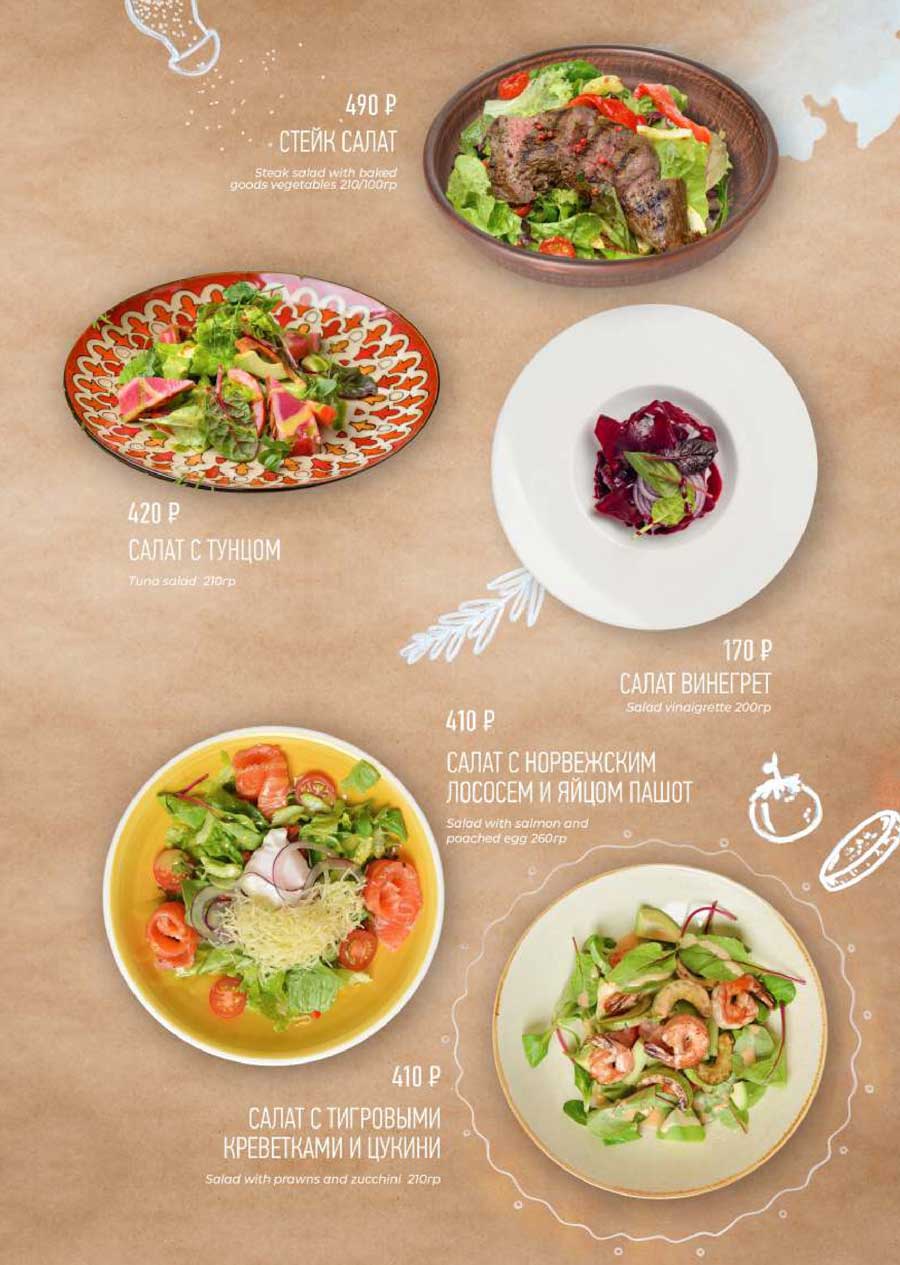 490 ₽
СТЕЙК САЛАТ
Steak salad with baked
goods vegetables 210/100гр
420 ₽
САЛАТ С ТУНЦОМ
Tuna salad 210гр
170 ₽
САЛАТ ВИНЕГРЕТ
Salad vinaigrette 200гр
410 ₽
САЛАТ С НОРВЕЖСКИМ
ЛОСОСЕМ И ЯЙЦОМ ПАШОТ
Salad with salmon and
poached egg 260гр
410 ₽
САЛАТ С ТИГРОВЫМИ
КРЕВЕТКАМИ И ЦУКИНИ
Salad with prawns and zucchini 210гр